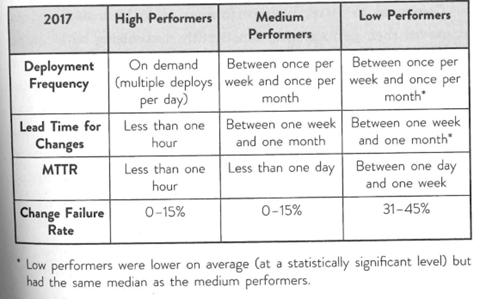 2017 High Performers Medium Performers Low Performers
Deployment Frequency On demand (multiple deploys per day) Between once per week and once per month Between once per week and once per month*
Lead Time for Changes Less than one hour Between one week and one month Between one week and one month*
MTTR Less than one hour Less than one day Between one day and one week
Change Failure Rate 0–15% 0–15% 31–45%
* Low performers were lower on average (at a statistically significant level) but
had the same median as the medium performers.